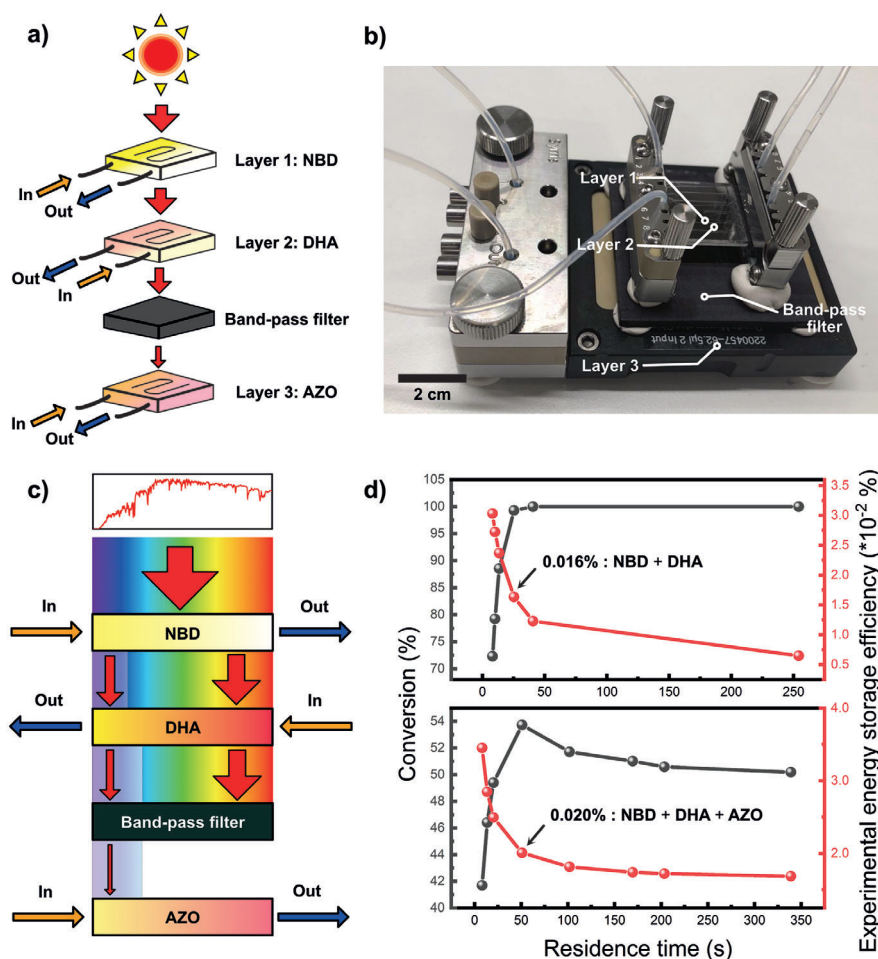 a)
Layer 1: NBD
In
Out
Layer 2: DHA
Out
In
Band-pass filter
Layer 3: AZO
In
Out
b)
Layer 1
Layer 2
Band-pass
filter
Layer 3
2200457-62.5µl 2 Input
2 cm
c)
In
Out
NBD
Out
In
DHA
Band-pass filter
In
Out
AZO
d)
Conversion (%)
Experimental energy storage efficiency (*10-2 %)
105
100
95
90
85
80
75
70
3.5
3.0
2.5
2.0
1.5
1.0
0.5
0.016% : NBD + DHA
0 50 100 150 200 250
54
52
50
48
46
44
42
40
4.0
3.0
2.0
0.020% : NBD + DHA + AZO
0 50 100 150 200 250 300 350
Residence time (s)